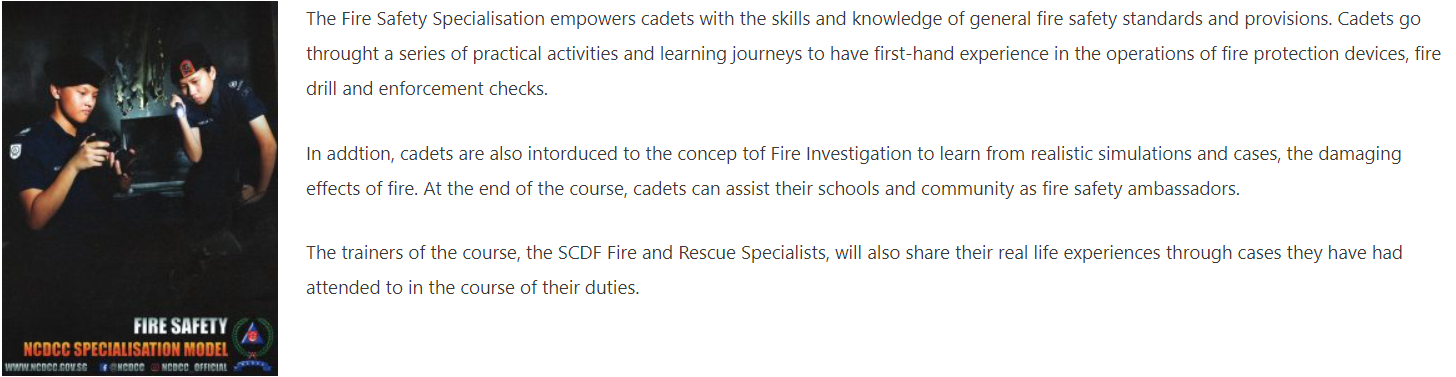 The Fire Safety Specialisation empowers cadets with the skills and knowledge of general fire safety standards and provisions. Cadets go
throught a series of practical activities and learning journeys to have first-hand experience in the operations of fire protection devices, fire
drill and enforcement checks.
In addtion, cadets are also intorduced to the concep tof Fire Investigation to learn from realistic simulations and cases, the damaging
effects of fire. At the end of the course, cadets can assist their schools and community as fire safety ambassadors.
The trainers of the course, the SCDF Fire and Rescue Specialists, will also share their real life experiences through cases they have had
attended to in the course of their duties.
FIRE SAFETY
NCDCC SPECIALISATION MODEL
WWW.NCDCC.GOV.SG f @NCDCC NCDCC_OFFICIAL